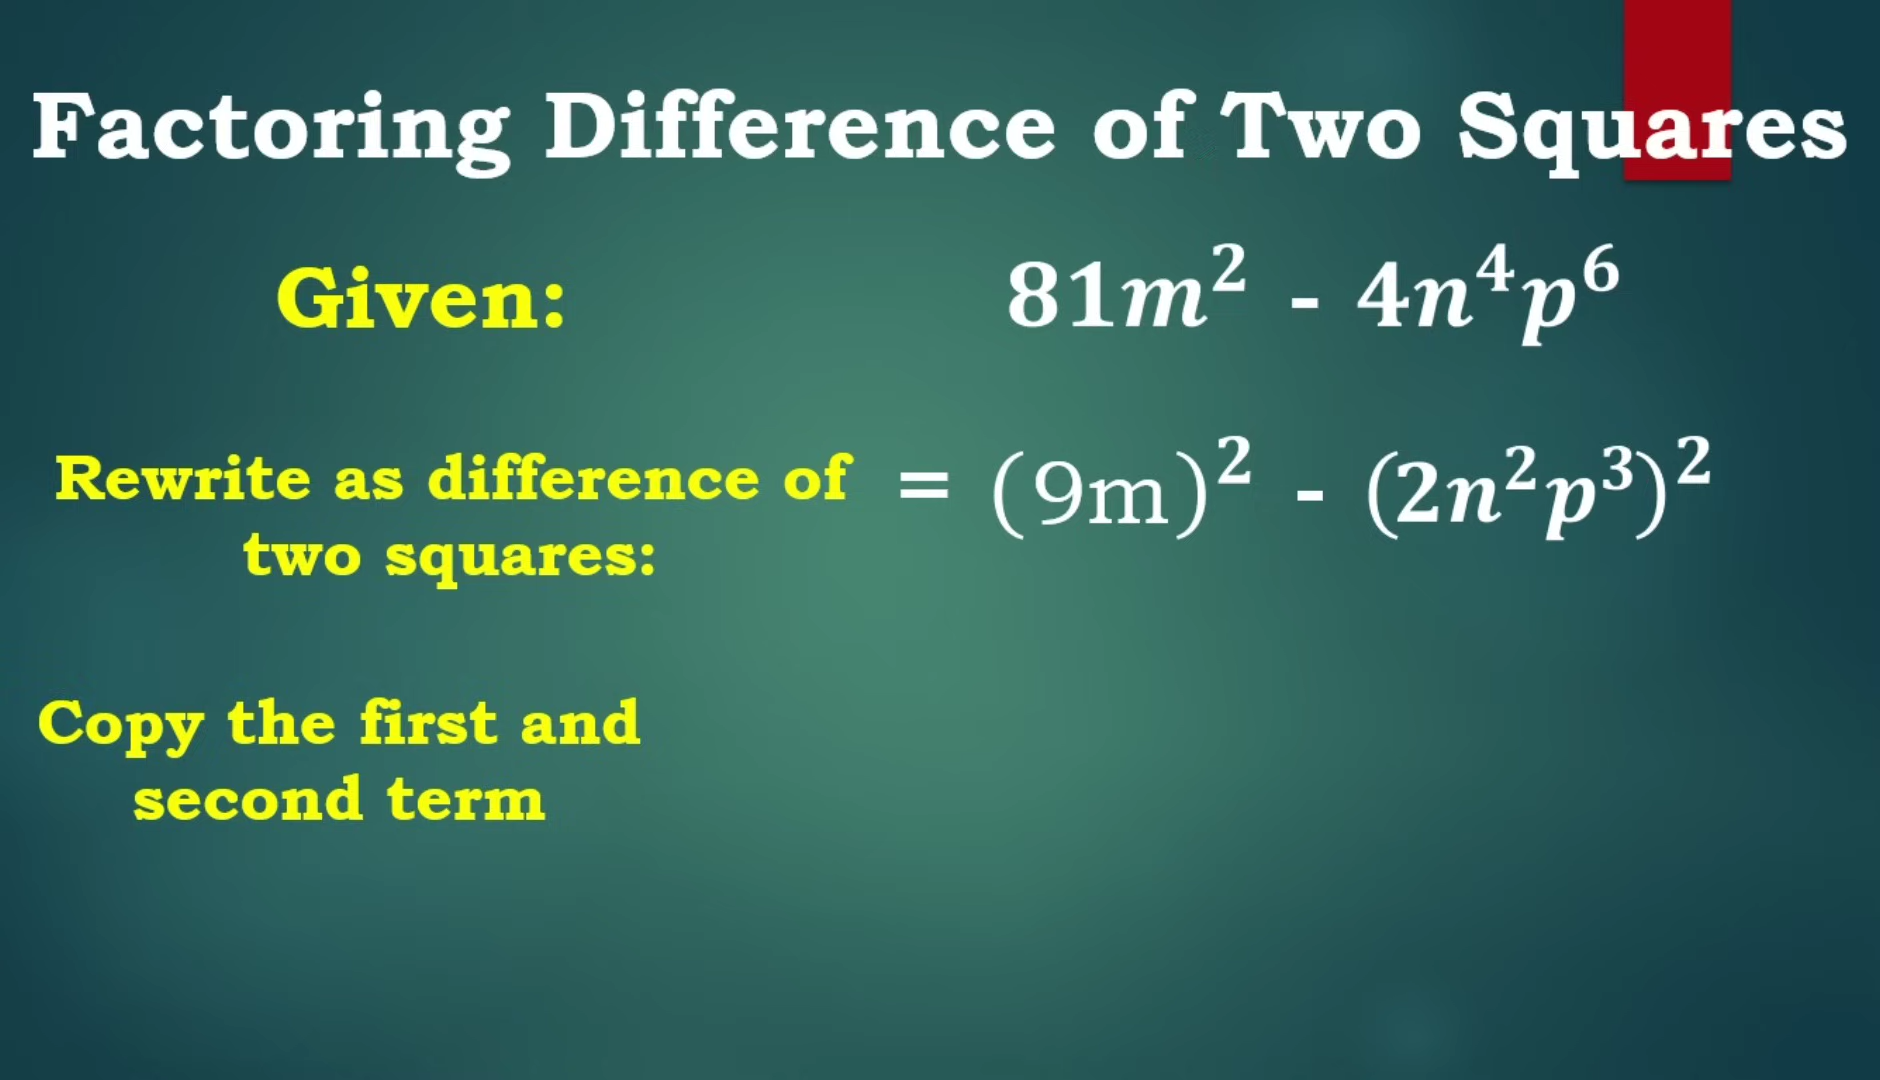 Factoring Difference of Two Squares
Given:
81m² - 4n⁴p⁶
Rewrite as difference of
two squares:
= (9m)² - (2n²p³)²
Copy the first and
second term